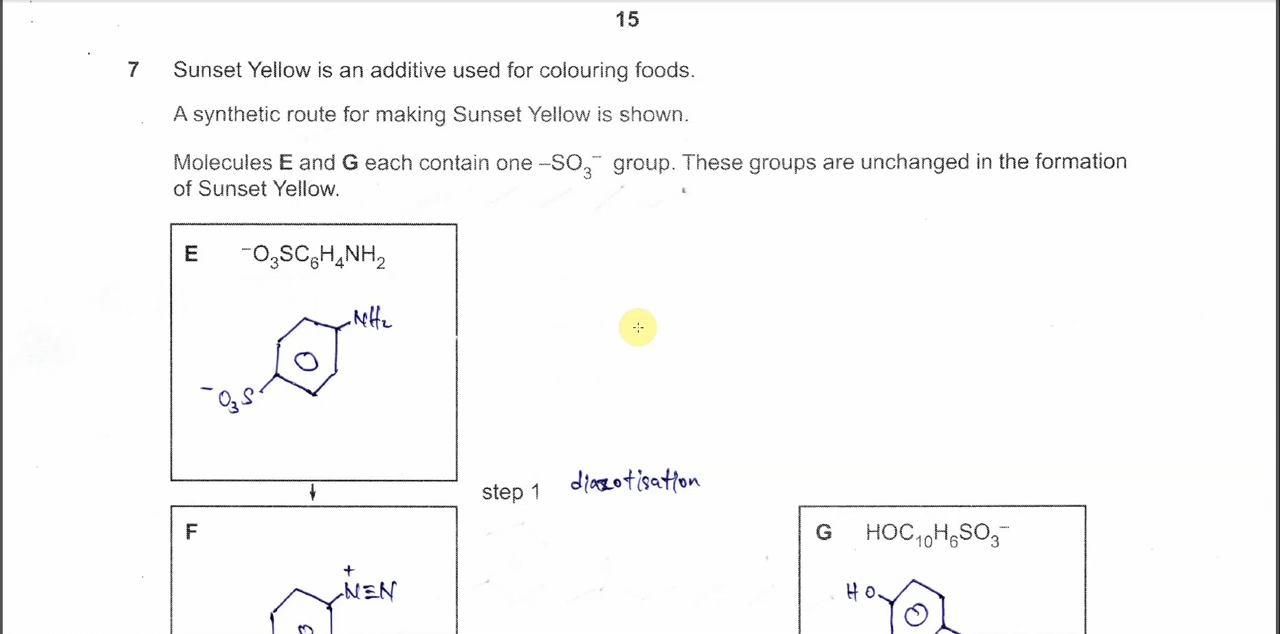 15
7 Sunset Yellow is an additive used for colouring foods.
A synthetic route for making Sunset Yellow is shown.
Molecules E and G each contain one –SO₃⁻ group. These groups are unchanged in the formation
of Sunset Yellow.
E ⁻O₃SC₆H₄NH₂
NH₂
⁻O₃S
step 1 diazotisation
F
G HOC₁₀H₆SO₃⁻
+
N≡N
HO